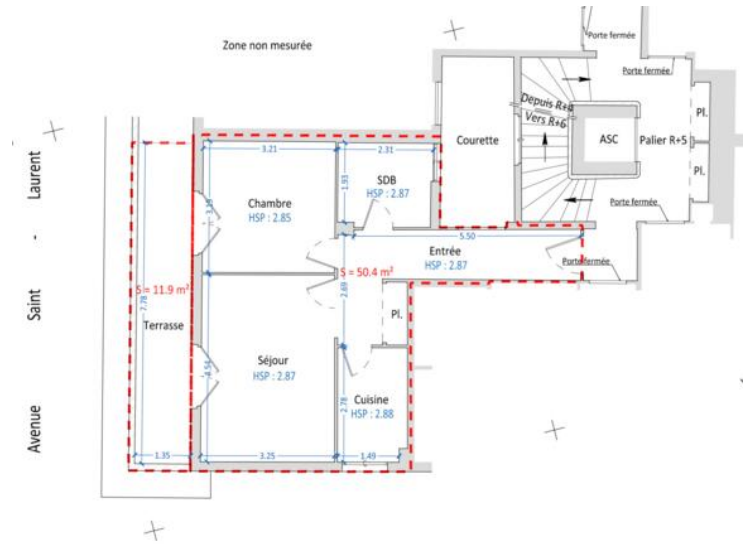 Zone non mesurée
Porte fermée
Porte fermée
Porte fermée
Depuis R+4
Vers R+6
ASC
Palier R+5
Pl.
Pl.
Courette
Porte fermée
Porte fermée
3.21
2.31
1.93
SDB
HSP : 2.87
Chambre
HSP : 2.85
5.50
Entrée
HSP : 2.87
S = 50.4 m²
S = 11.9 m²
2.78
2.69
Terrasse
Pl.
Séjour
HSP : 2.87
4.54
Cuisine
HSP : 2.88
2.78
1.35
3.25
1.49
Avenue Saint - Laurent